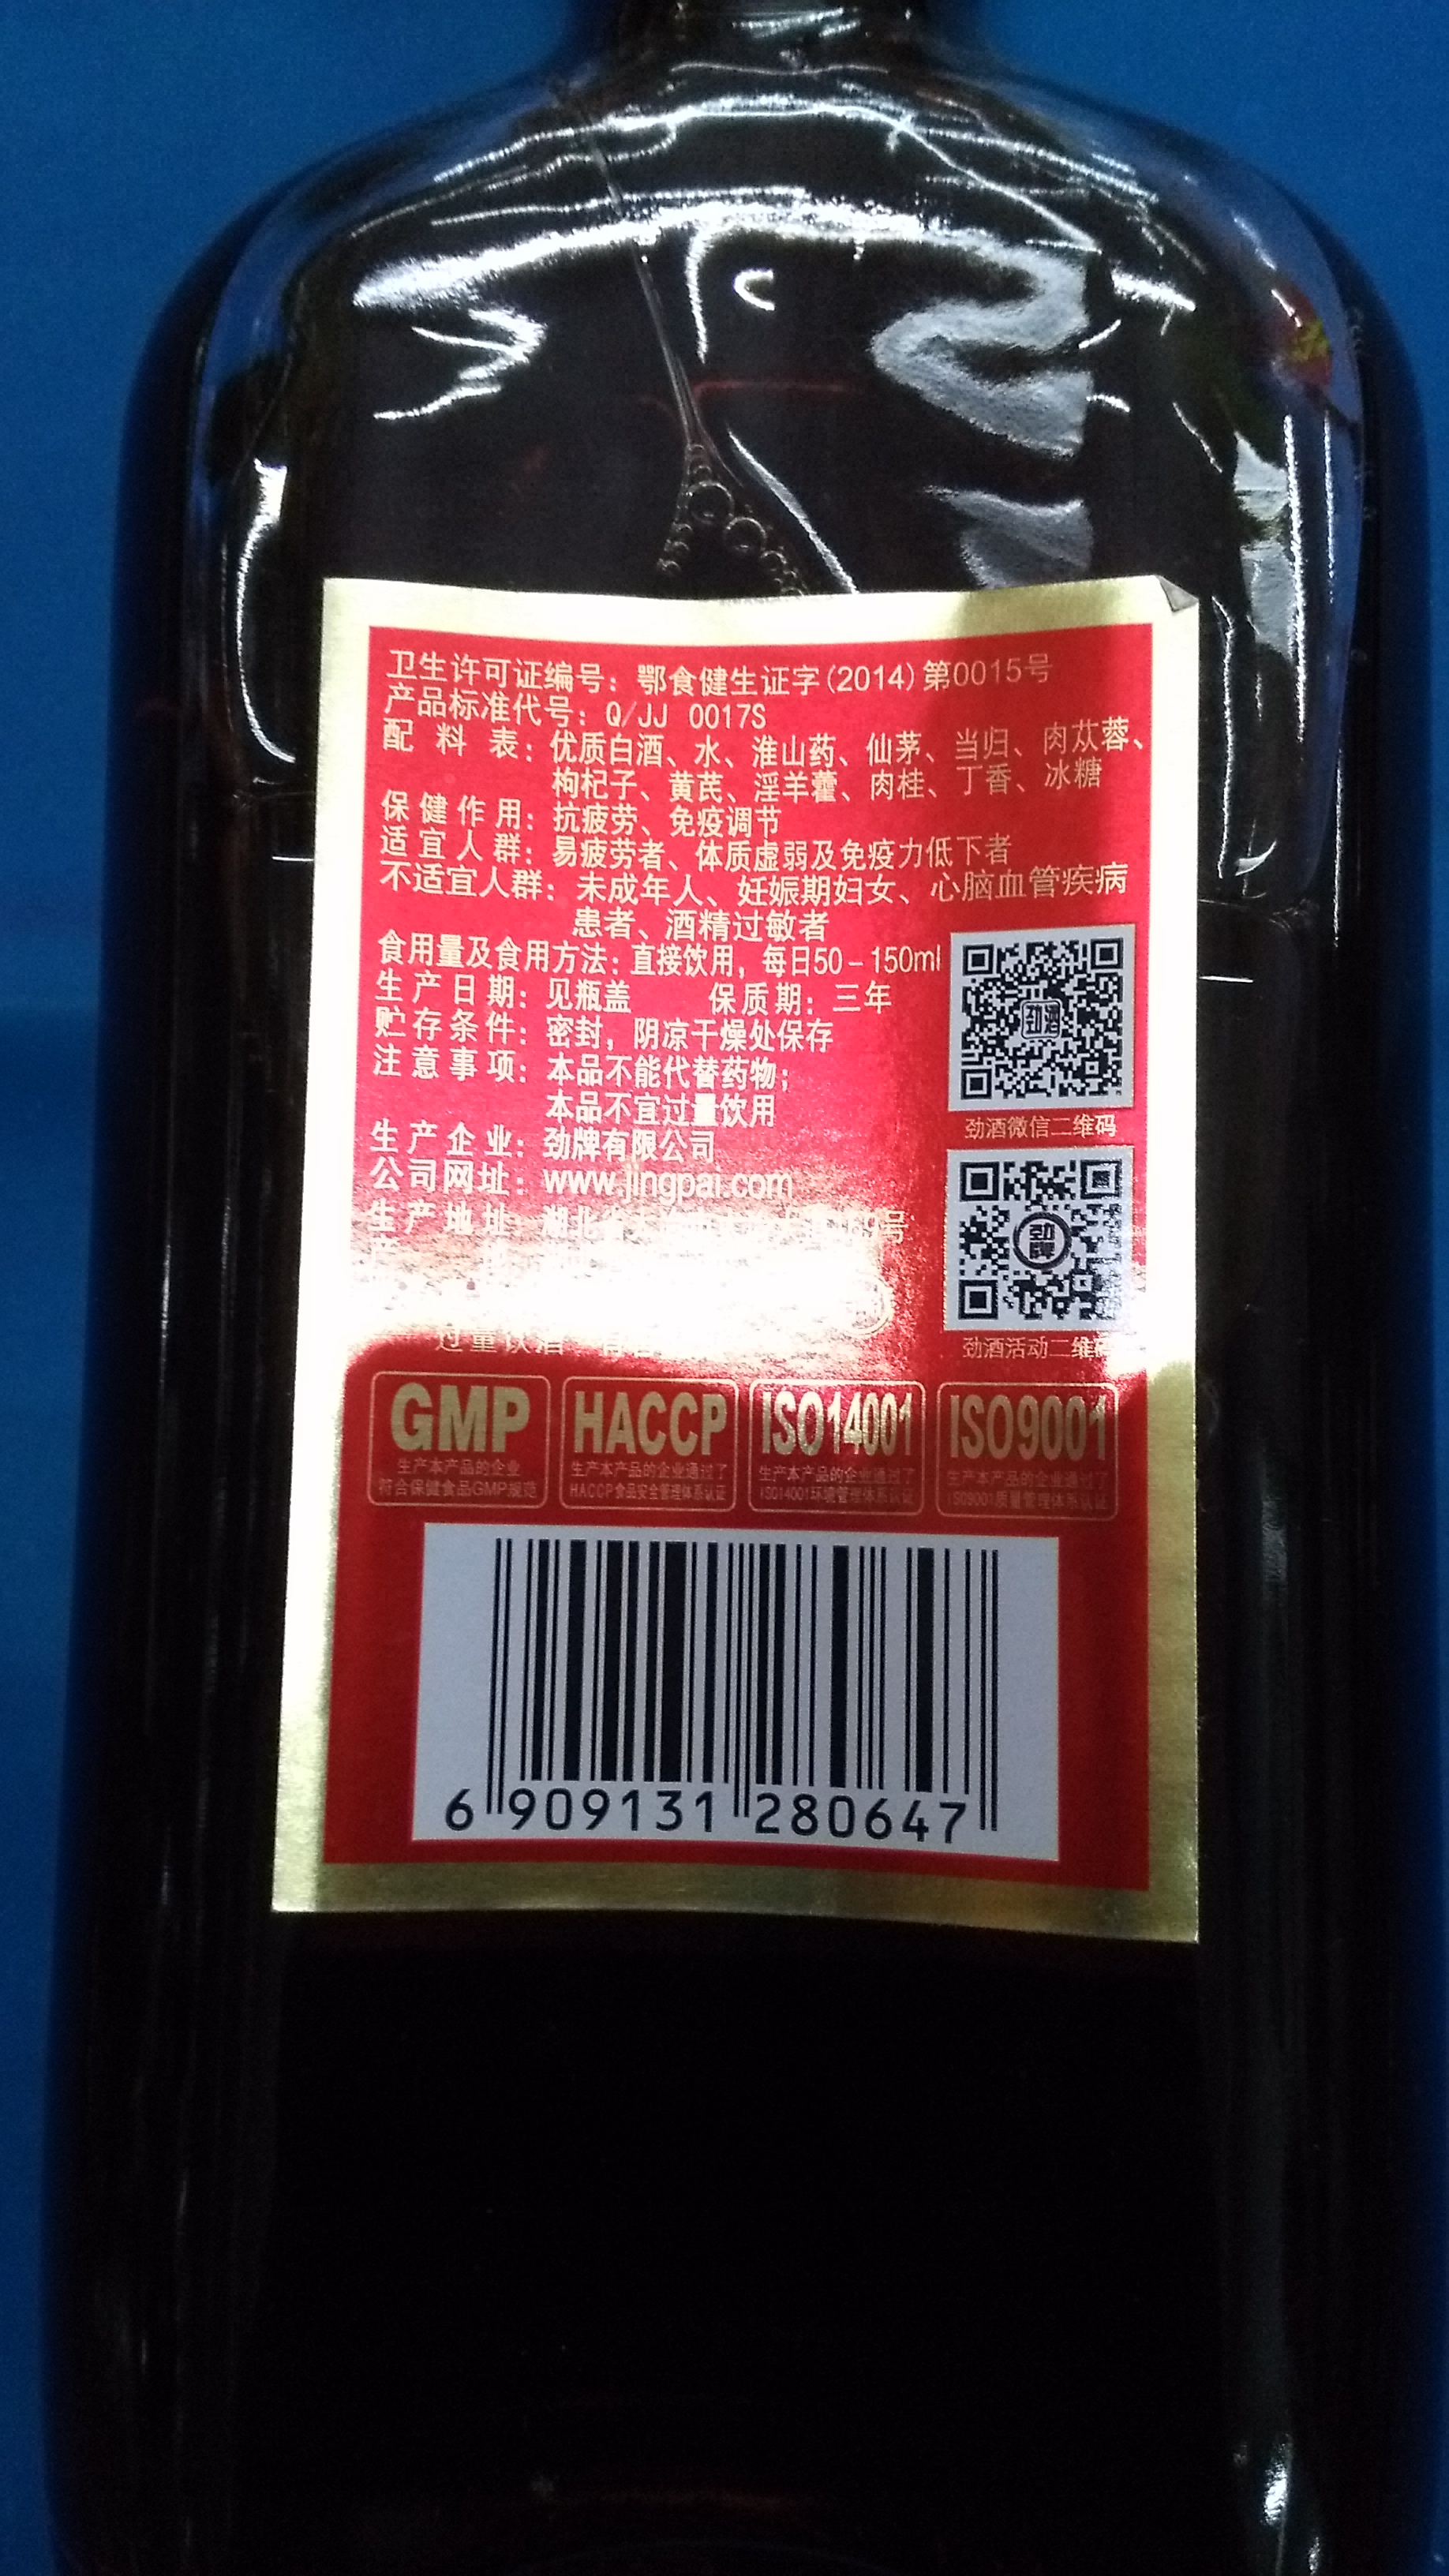 卫生许可证编号：鄂食健生证字(2014)第0015号
产品标准代号：Q/JJ 0017S
配料表：优质白酒、水、淮山药、仙茅、当归、肉苁蓉、
枸杞子、黄芪、淫羊藿、肉桂、丁香、冰糖
保健作用：抗疲劳、免疫调节
适宜人群：易疲劳者、体质虚弱及免疫力低下者
不适宜人群：未成年人、妊娠期妇女、心脑血管疾病
患者、酒精过敏者
食用量及食用方法：直接饮用，每日50-150ml
生产日期：见瓶盖 保质期：三年
贮存条件：密封，阴凉干燥处保存
注意事项：本品不能代替药物；
本品不宜过量饮用
生产企业：劲牌有限公司
公司网址：www.jingpai.com
生产地址：湖北 号
过量饮酒
劲酒
劲酒微信二维码
劲牌
劲酒活动二维码
GMP
生产本产品的企业
符合保健食品GMP规范
HACCP
生产本产品的企业通过了
HACCP食品安全管理体系认证
ISO14001
生产本产品的企业通过了
ISO14001环境管理体系认证
ISO9001
生产本产品的企业通过了
ISO9001质量管理体系认证
6 909131 280647